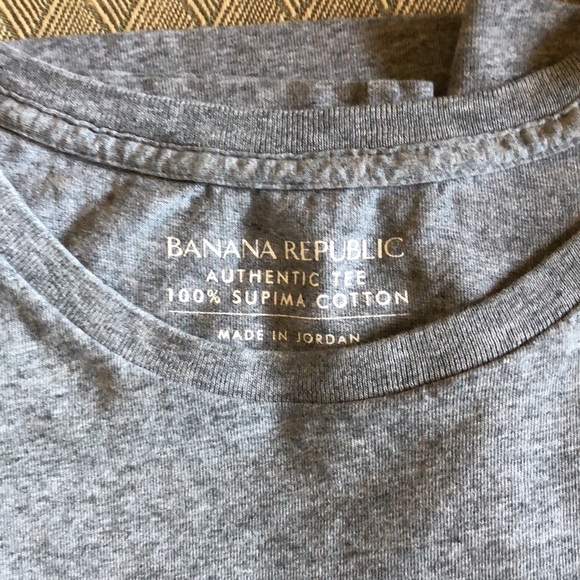 BANANA REPUBLIC
AUTHENTIC TEE
100% SUPIMA COTTON
MADE IN JORDAN